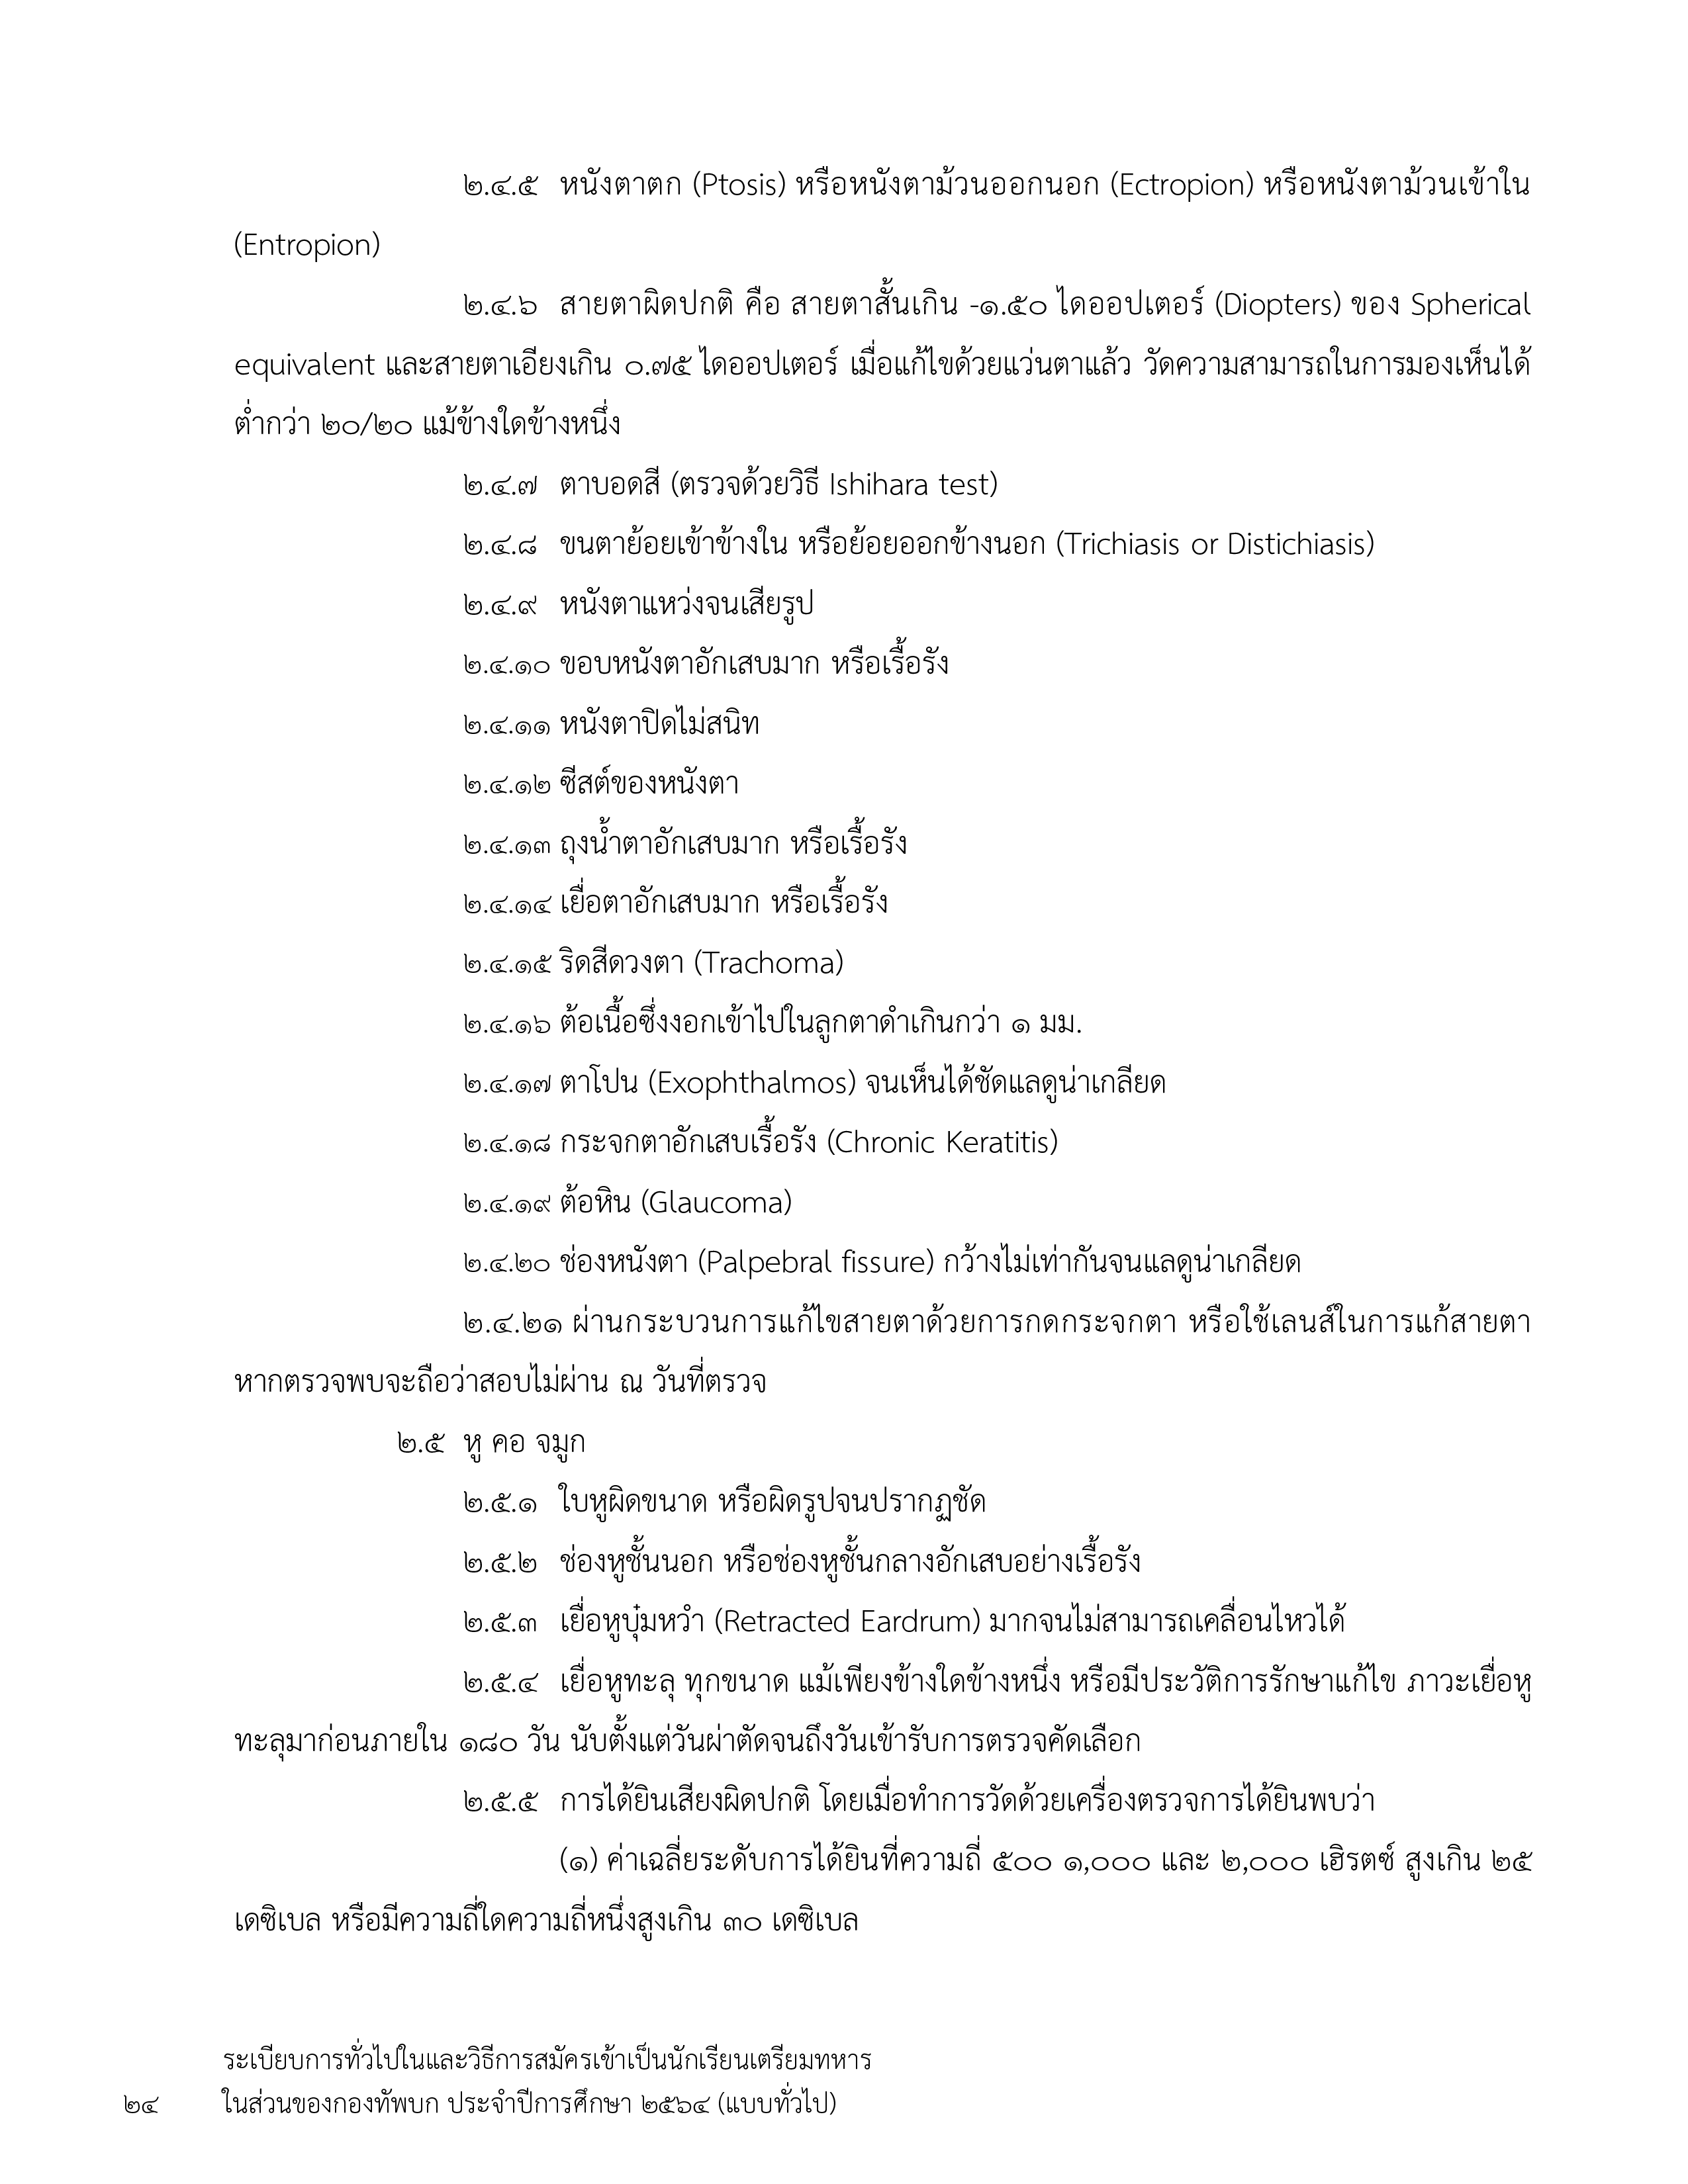 ๒.๔.๕ หนังตาตก (Ptosis) หรือหนังตาม้วนออกนอก (Ectropion) หรือหนังตาม้วนเข้าใน
(Entropion)
๒.๔.๖ สายตาผิดปกติ คือ สายตาสั้นเกิน -๑.๕๐ ไดออปเตอร์ (Diopters) ของ Spherical
equivalent และสายตาเอียงเกิน ๐.๗๕ ไดออปเตอร์ เมื่อแก้ไขด้วยแว่นตาแล้ว วัดความสามารถในการมองเห็นได้
ต่ำกว่า ๒๐/๒๐ แม้ข้างใดข้างหนึ่ง
๒.๔.๗ ตาบอดสี (ตรวจด้วยวิธี Ishihara test)
๒.๔.๘ ขนตาย้อยเข้าข้างใน หรือย้อยออกข้างนอก (Trichiasis or Distichiasis)
๒.๔.๙ หนังตาแหว่งจนเสียรูป
๒.๔.๑๐ ขอบหนังตาอักเสบมาก หรือเรื้อรัง
๒.๔.๑๑ หนังตาปิดไม่สนิท
๒.๔.๑๒ ซีสต์ของหนังตา
๒.๔.๑๓ ถุงน้ำตาอักเสบมาก หรือเรื้อรัง
๒.๔.๑๔ เยื่อตาอักเสบมาก หรือเรื้อรัง
๒.๔.๑๕ ริดสีดวงตา (Trachoma)
๒.๔.๑๖ ต้อเนื้อซึ่งงอกเข้าไปในลูกตาดำเกินกว่า ๑ มม.
๒.๔.๑๗ ตาโปน (Exophthalmos) จนเห็นได้ชัดแลดูน่าเกลียด
๒.๔.๑๘ กระจกตาอักเสบเรื้อรัง (Chronic Keratitis)
๒.๔.๑๙ ต้อหิน (Glaucoma)
๒.๔.๒๐ ช่องหนังตา (Palpebral fissure) กว้างไม่เท่ากันจนแลดูน่าเกลียด
๒.๔.๒๑ ผ่านกระบวนการแก้ไขสายตาด้วยการกดกระจกตา หรือใช้เลนส์ในการแก้สายตา
หากตรวจพบจะถือว่าสอบไม่ผ่าน ณ วันที่ตรวจ
๒.๕ หู คอ จมูก
๒.๕.๑ ใบหูผิดขนาด หรือผิดรูปจนปรากฏชัด
๒.๕.๒ ช่องหูชั้นนอก หรือช่องหูชั้นกลางอักเสบอย่างเรื้อรัง
๒.๕.๓ เยื่อหูบุ๋มหวำ (Retracted Eardrum) มากจนไม่สามารถเคลื่อนไหวได้
๒.๕.๔ เยื่อหูทะลุ ทุกขนาด แม้เพียงข้างใดข้างหนึ่ง หรือมีประวัติการรักษาแก้ไข ภาวะเยื่อหู
ทะลุมาก่อนภายใน ๑๘๐ วัน นับตั้งแต่วันผ่าตัดจนถึงวันเข้ารับการตรวจคัดเลือก
๒.๕.๕ การได้ยินเสียงผิดปกติ โดยเมื่อทำการวัดด้วยเครื่องตรวจการได้ยินพบว่า
(๑) ค่าเฉลี่ยระดับการได้ยินที่ความถี่ ๕๐๐ ๑,๐๐๐ และ ๒,๐๐๐ เฮิรตซ์ สูงเกิน ๒๕
เดซิเบล หรือมีความถี่ใดความถี่หนึ่งสูงเกิน ๓๐ เดซิเบล
ระเบียบการทั่วไปในและวิธีการสมัครเข้าเป็นนักเรียนเตรียมทหาร
๒๔ ในส่วนของกองทัพบก ประจำปีการศึกษา ๒๕๖๔ (แบบทั่วไป)